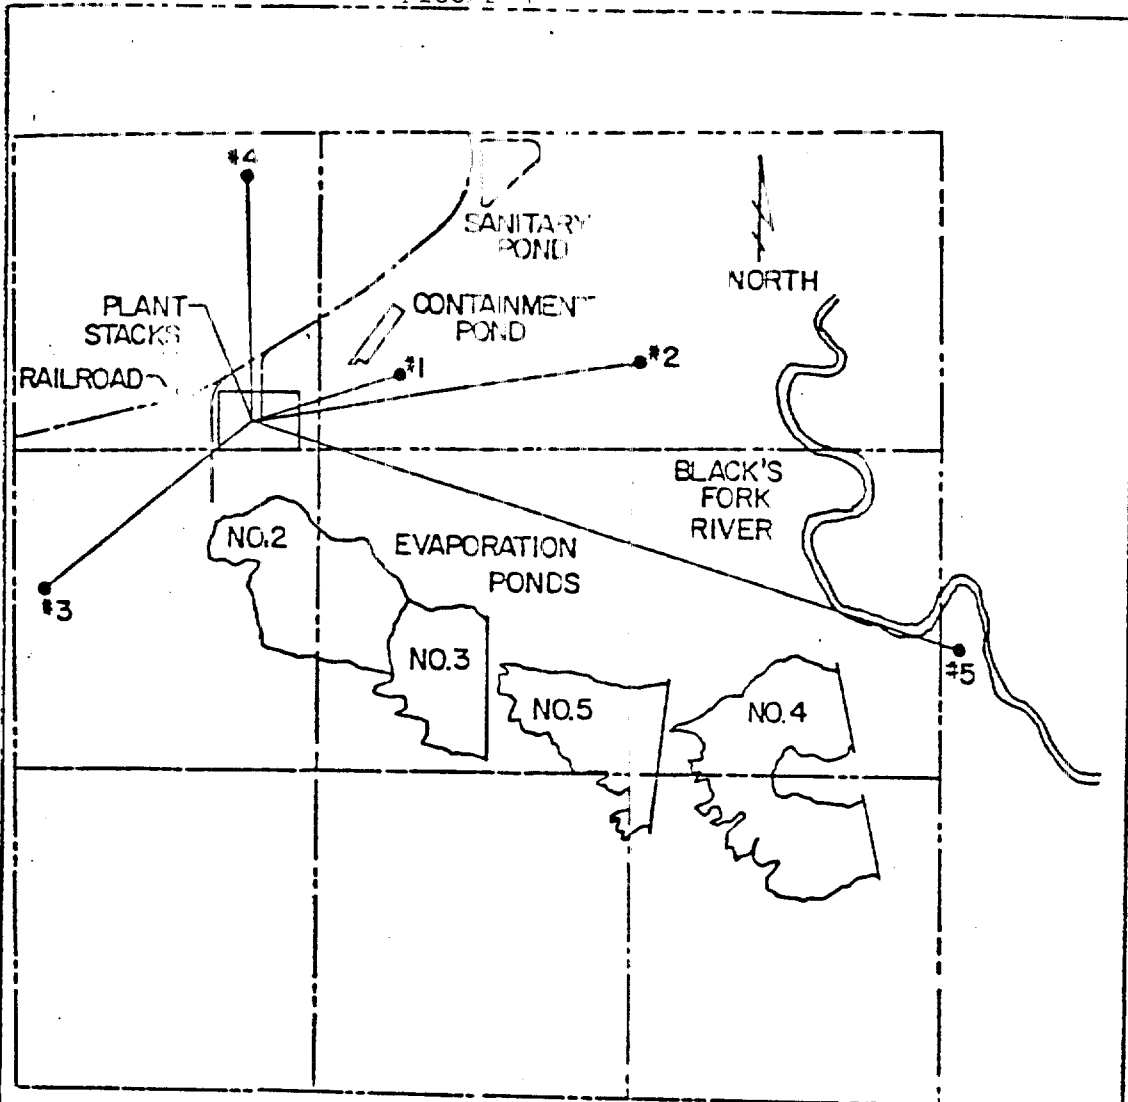 #4
SANITARY
POND
NORTH
PLANT
STACKS
CONTAINMENT
POND
RAILROAD
#1
#2
BLACK'S
FORK
RIVER
NO.2
EVAPORATION
PONDS
#3
NO.3
#5
NO.5
NO.4